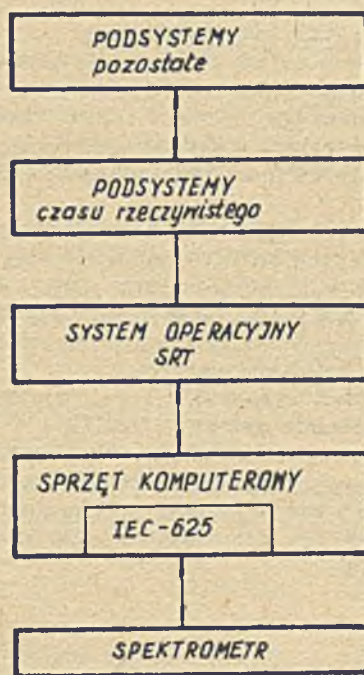 PODSYSTEMY
pozostałe
PODSYSTEMY
czasu rzeczywistego
SYSTEM OPERACYJNY
SRT
SPRZĘT KOMPUTEROWY
IEC-625
SPEKTROMETR